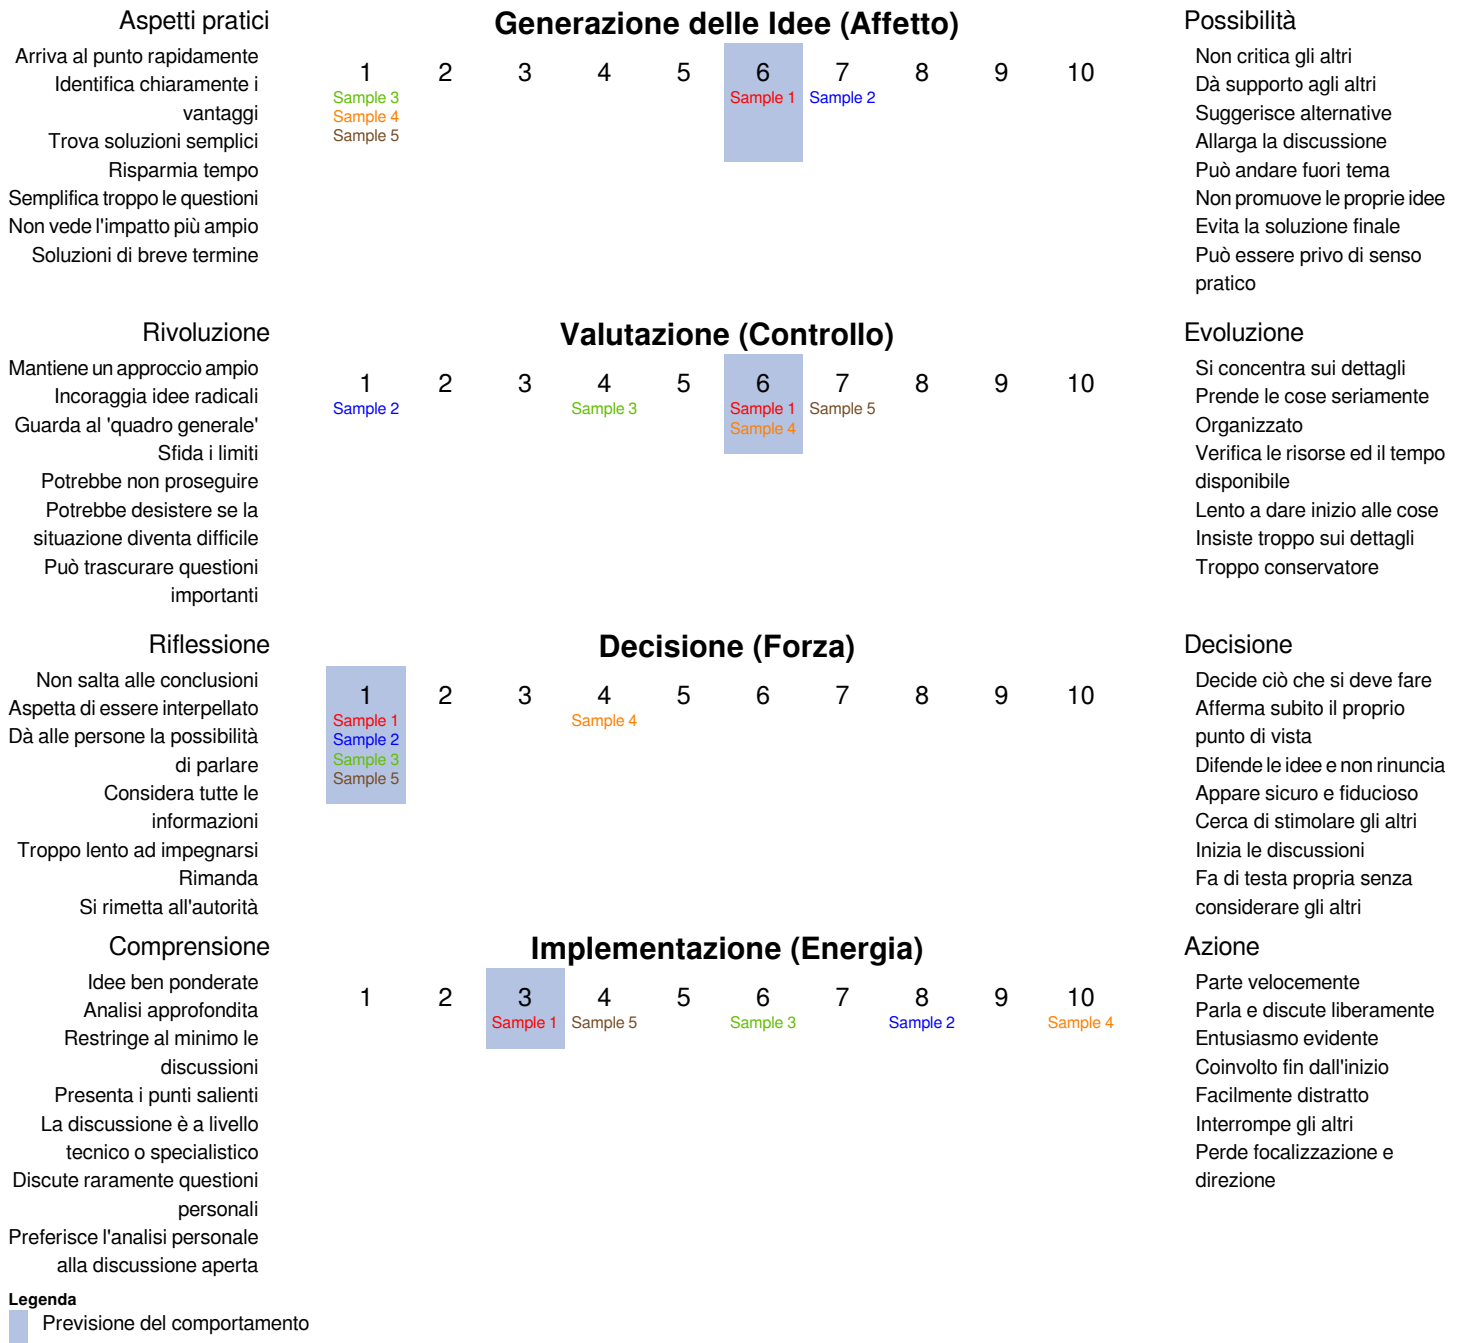 Aspetti pratici
Arriva al punto rapidamente
Identifica chiaramente i
vantaggi
Trova soluzioni semplici
Risparmia tempo
Semplifica troppo le questioni
Non vede l'impatto più ampio
Soluzioni di breve termine
Generazione delle Idee (Affetto)
1 2 3 4 5 6 7 8 9 10
Sample 3 Sample 1 Sample 2
Sample 4
Sample 5
Possibilità
Non critica gli altri
Dà supporto agli altri
Suggerisce alternative
Allarga la discussione
Può andare fuori tema
Non promuove le proprie idee
Evita la soluzione finale
Può essere privo di senso
pratico
Rivoluzione
Mantiene un approccio ampio
Incoraggia idee radicali
Guarda al 'quadro generale'
Sfida i limiti
Potrebbe non proseguire
Potrebbe desistere se la
situazione diventa difficile
Può trascurare questioni
importanti
Valutazione (Controllo)
1 2 3 4 5 6 7 8 9 10
Sample 2 Sample 3 Sample 1 Sample 5
Sample 4
Evoluzione
Si concentra sui dettagli
Prende le cose seriamente
Organizzato
Verifica le risorse ed il tempo
disponibile
Lento a dare inizio alle cose
Insiste troppo sui dettagli
Troppo conservatore
Riflessione
Non salta alle conclusioni
Aspetta di essere interpellato
Dà alle persone la possibilità
di parlare
Considera tutte le
informazioni
Troppo lento ad impegnarsi
Rimanda
Si rimetta all'autorità
Decisione (Forza)
1 2 3 4 5 6 7 8 9 10
Sample 1 Sample 4
Sample 2
Sample 3
Sample 5
Decisione
Decide ciò che si deve fare
Afferma subito il proprio
punto di vista
Difende le idee e non rinuncia
Appare sicuro e fiducioso
Cerca di stimolare gli altri
Inizia le discussioni
Fa di testa propria senza
considerare gli altri
Comprensione
Idee ben ponderate
Analisi approfondita
Restringe al minimo le
discussioni
Presenta i punti salienti
La discussione è a livello
tecnico o specialistico
Discute raramente questioni
personali
Preferisce l'analisi personale
alla discussione aperta
Implementazione (Energia)
1 2 3 4 5 6 7 8 9 10
Sample 1 Sample 5 Sample 3 Sample 2 Sample 4
Azione
Parte velocemente
Parla e discute liberamente
Entusiasmo evidente
Coinvolto fin dall'inizio
Facilmente distratto
Interrompe gli altri
Perde focalizzazione e
direzione
Legenda
Previsione del comportamento